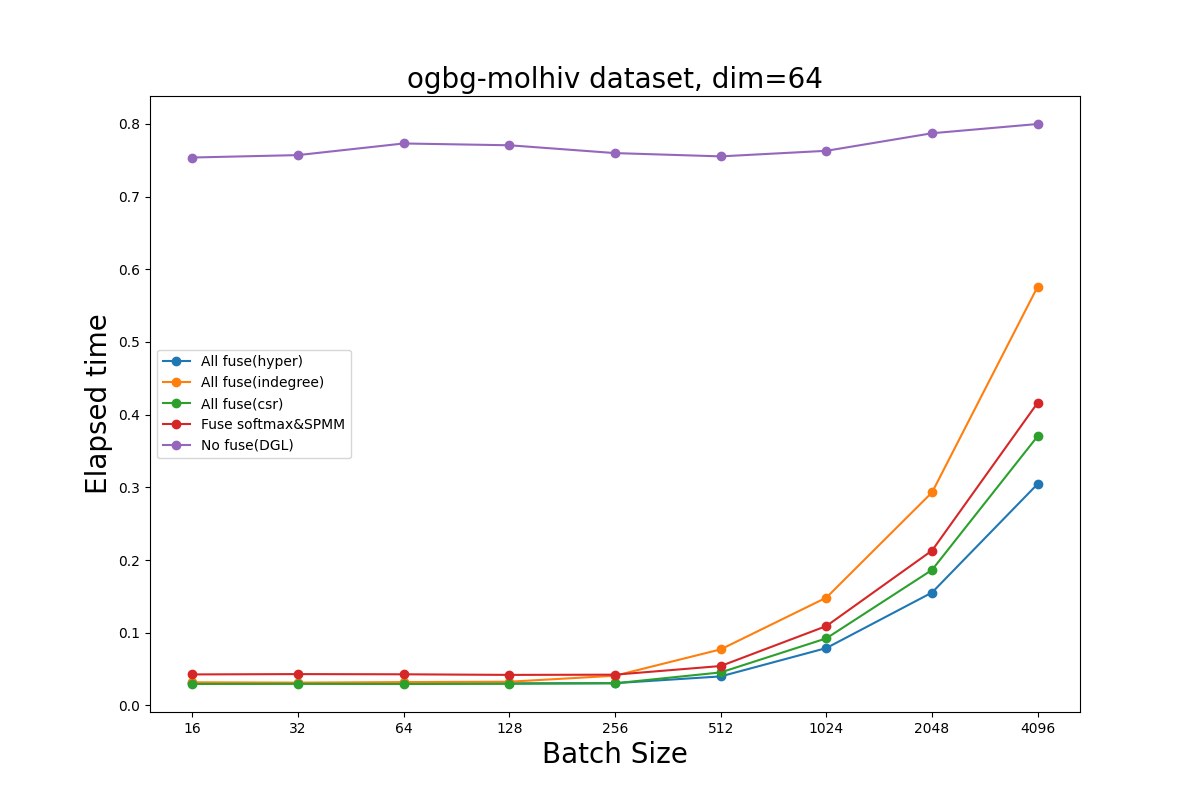 ogbg-molhiv dataset, dim=64
0.8
0.7
0.6
0.5
0.4
0.3
0.2
0.1
0.0
Elapsed time
All fuse(hyper)
All fuse(indegree)
All fuse(csr)
Fuse softmax&SPMM
No fuse(DGL)
16 32 64 128 256 512 1024 2048 4096
Batch Size